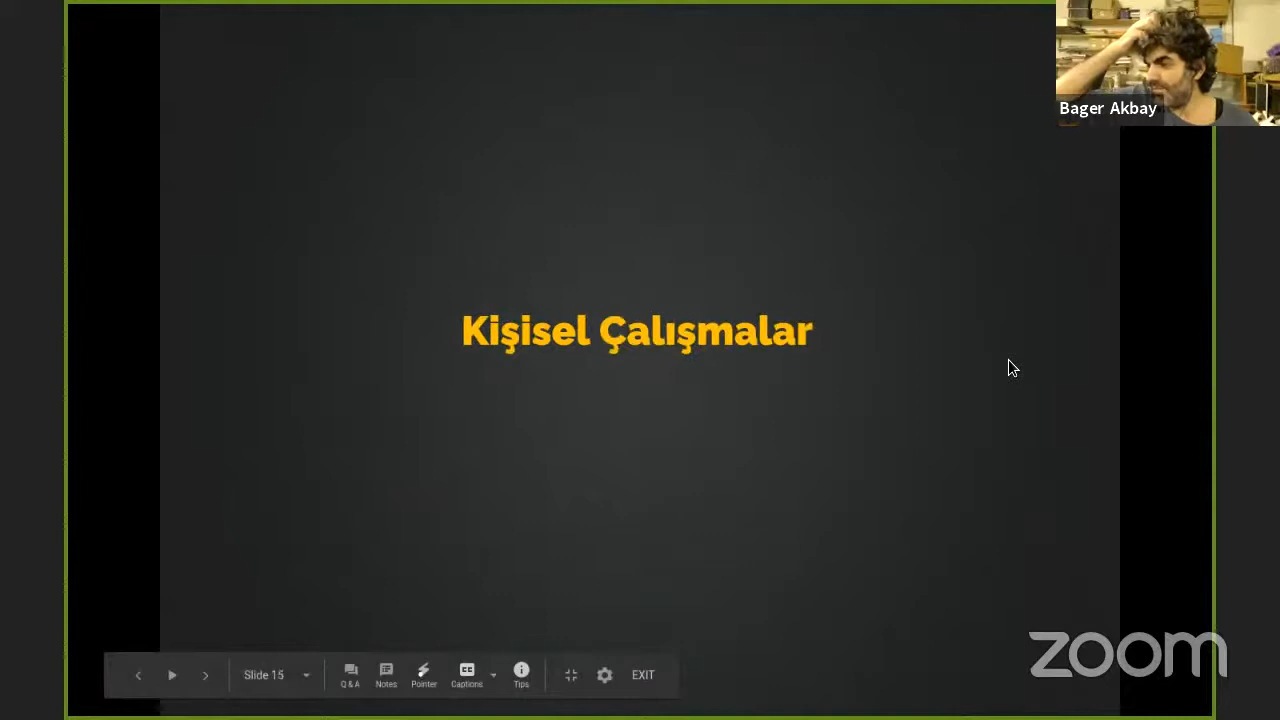 Bager Akbay
Kişisel Çalışmalar
Slide 15
Q & A
Notes
Pointer
Captions
Tips
EXIT
zoom